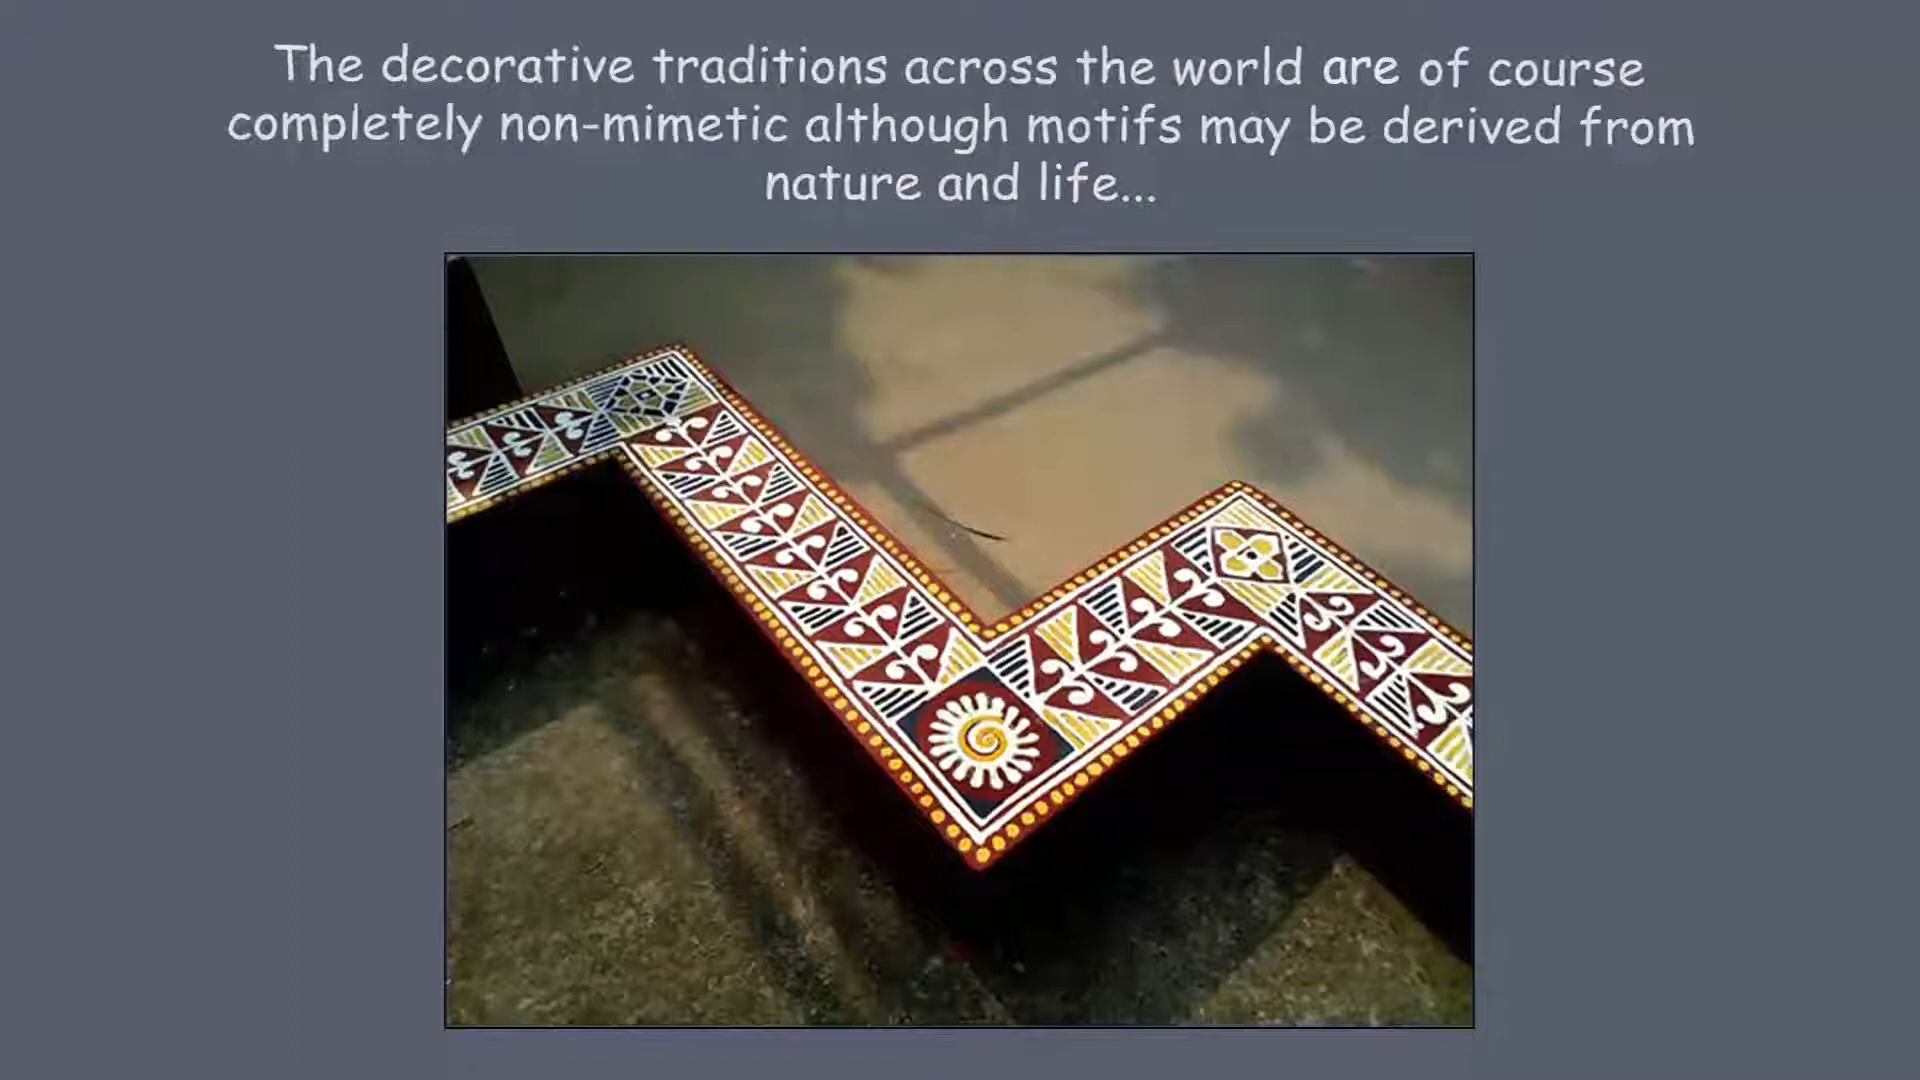 The decorative traditions across the world are of course
completely non-mimetic although motifs may be derived from
nature and life...